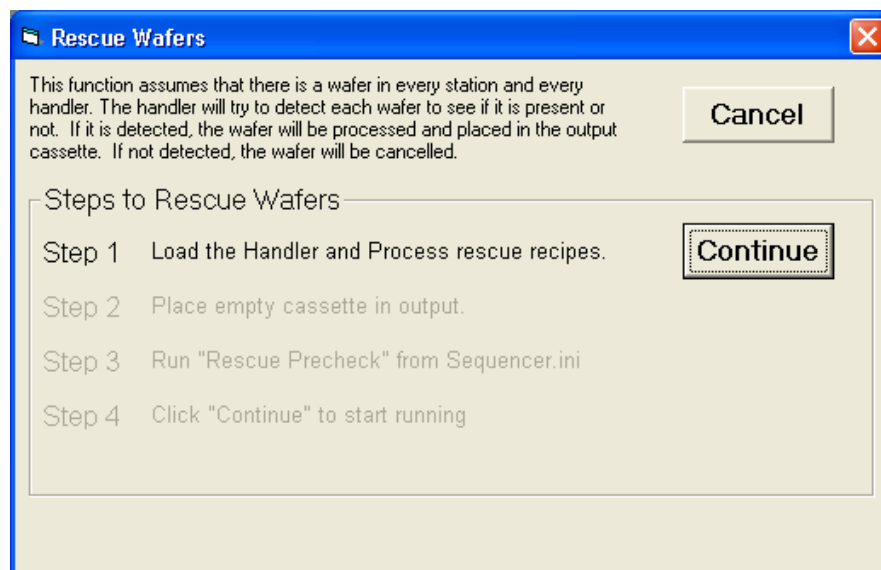 Rescue Wafers
This function assumes that there is a wafer in every station and every
handler. The handler will try to detect each wafer to see if it is present or
not.  If it is detected, the wafer will be processed and placed in the output
cassette.  If not detected, the wafer will be cancelled.
Cancel
Steps to Rescue Wafers
Step 1 Load the Handler and Process rescue recipes.
Continue
Step 2 Place empty cassette in output.
Step 3 Run "Rescue Precheck" from Sequencer.ini
Step 4 Click "Continue" to start running